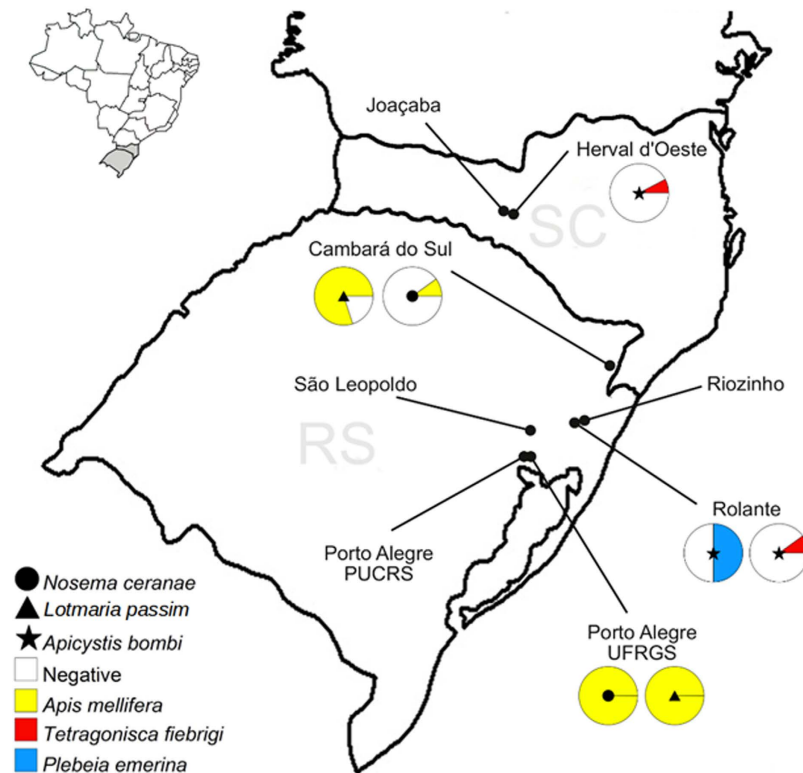 Joaçaba
Herval d'Oeste
SC
Cambará do Sul
São Leopoldo
Riozinho
RS
Rolante
Porto Alegre
PUCRS
Porto Alegre
UFRGS
Nosema ceranae
Lotmaria passim
Apicystis bombi
Negative
Apis mellifera
Tetragonisca fiebrigi
Plebeia emerina